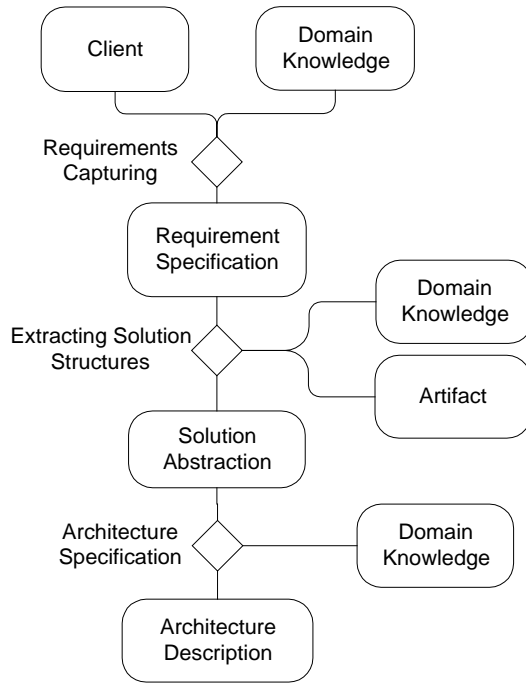 Client
Domain
Knowledge
Requirements
Capturing
Requirement
Specification
Domain
Knowledge
Extracting Solution
Structures
Artifact
Solution
Abstraction
Architecture
Specification
Domain
Knowledge
Architecture
Description